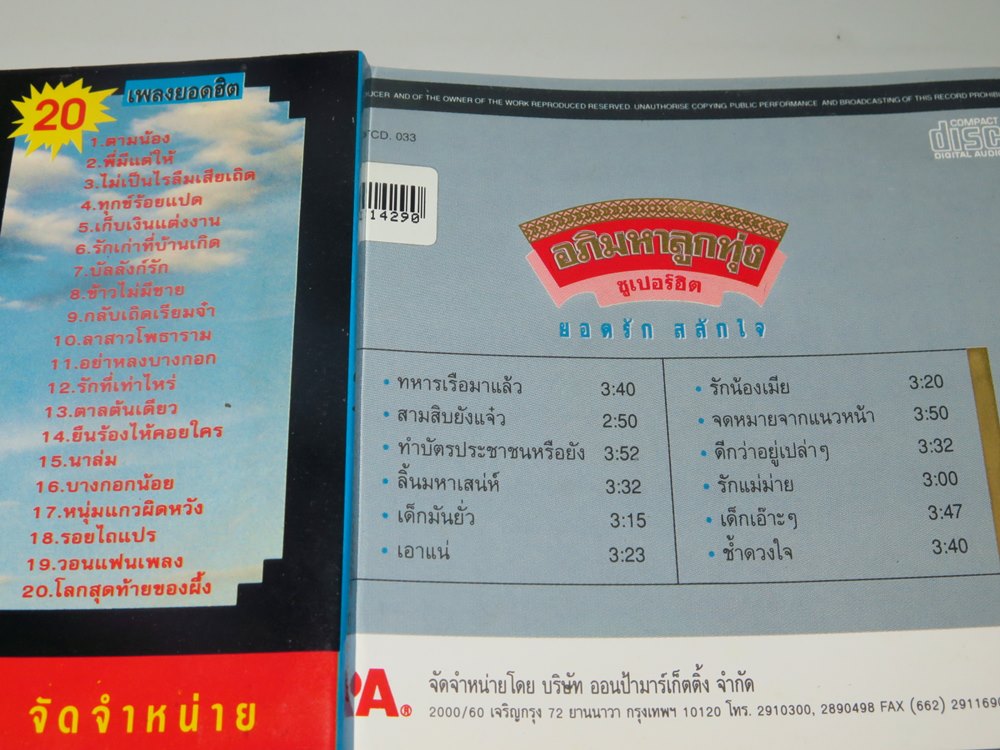 20
เพลงยอดฮิต
1.ตามน้อง
2.พี่มีแต่ให้
3.ไม่เป็นไรลืมเสียเถิด
4.ทุกข์ร้อยแปด
5.เก็บเงินแต่งงาน
6.รักเก่าที่บ้านเกิด
7.บัลลังก์รัก
8.ข้าวไม่มีขาย
9.กลับเถิดเรียมจ๋า
10.ลาสาวโพธาราม
11.อย่าหลงบางกอก
12.รักที่เท่าไหร่
13.ตาลต้นเดียว
14.ยืนร้องไห้คอยใคร
15.นาล่ม
16.บางกอกน้อย
17.หนุ่มแกวผิดหวัง
18.รอยไถแปร
19.วอนแฟนเพลง
20.โลกสุดท้ายของผึ้ง
จัดจำหน่าย
AND OF THE OWNER OF THE WORK REPRODUCED RESERVED. UNAUTHORISE COPYING PUBLIC PERFORMANCE AND BROADCASTING OF THIS RECORD
CD. 033
COMPACT
disc
DIGITAL AUDIO
14290
อภิมหาลูกทุ่ง
ซูเปอร์ฮิต
ยอดรัก สลักใจ
• ทหารเรือมาแล้ว 3:40
• สามสิบยังแจ๋ว 2:50
• ทำบัตรประชาชนหรือยัง 3:52
• ลิ้นมหาเสน่ห์ 3:32
• เด็กมันยั่ว 3:15
• เอาแน่ 3:23
• รักน้องเมีย 3:20
• จดหมายจากแนวหน้า 3:50
• ดีกว่าอยู่เปล่าๆ 3:32
• รักแม่ม่าย 3:00
• เด็กเอ๊าะๆ 3:47
• ช้ำดวงใจ 3:40
จัดจำหน่ายโดย บริษัท ออนป้ามาร์เก็ตติ้ง จำกัด
2000/60 เจริญกรุง 72 ยานนาวา กรุงเทพฯ 10120 โทร. 2910300, 2890498 FAX (662) 2911690